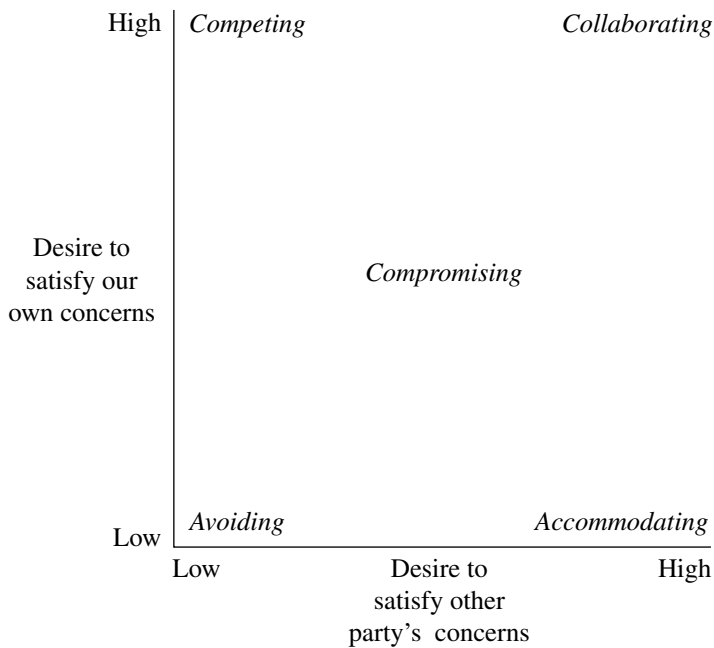 High
Competing
Collaborating
Desire to
satisfy our
own concerns
Compromising
Avoiding
Accommodating
Low
Low
Desire to
satisfy other
party’s concerns
High